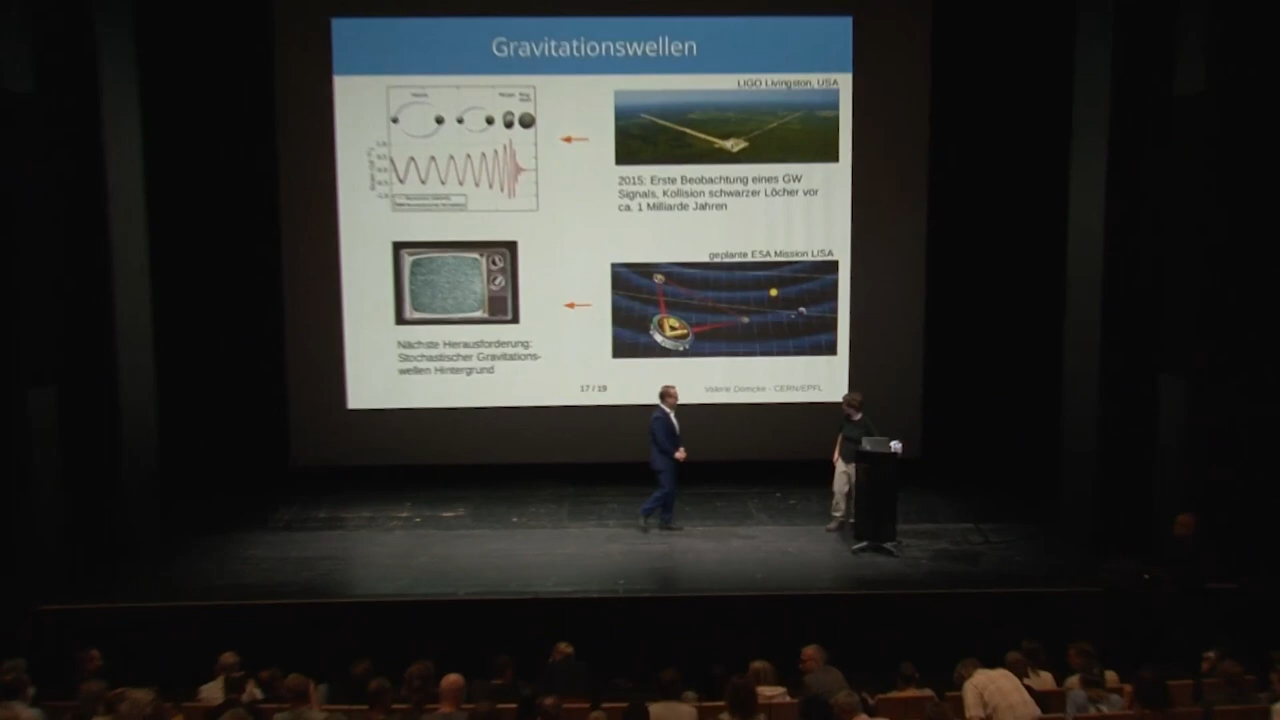 Gravitationswellen
LIGO Livingston, USA
2015: Erste Beobachtung eines GW
Signals, Kollision schwarzer Löcher vor
ca. 1 Milliarde Jahren
geplante ESA Mission LISA
Nächste Herausforderung:
Stochastischer Gravitations-
wellen Hintergrund
17 / 19
Valerie Domcke - CERN/EPFL